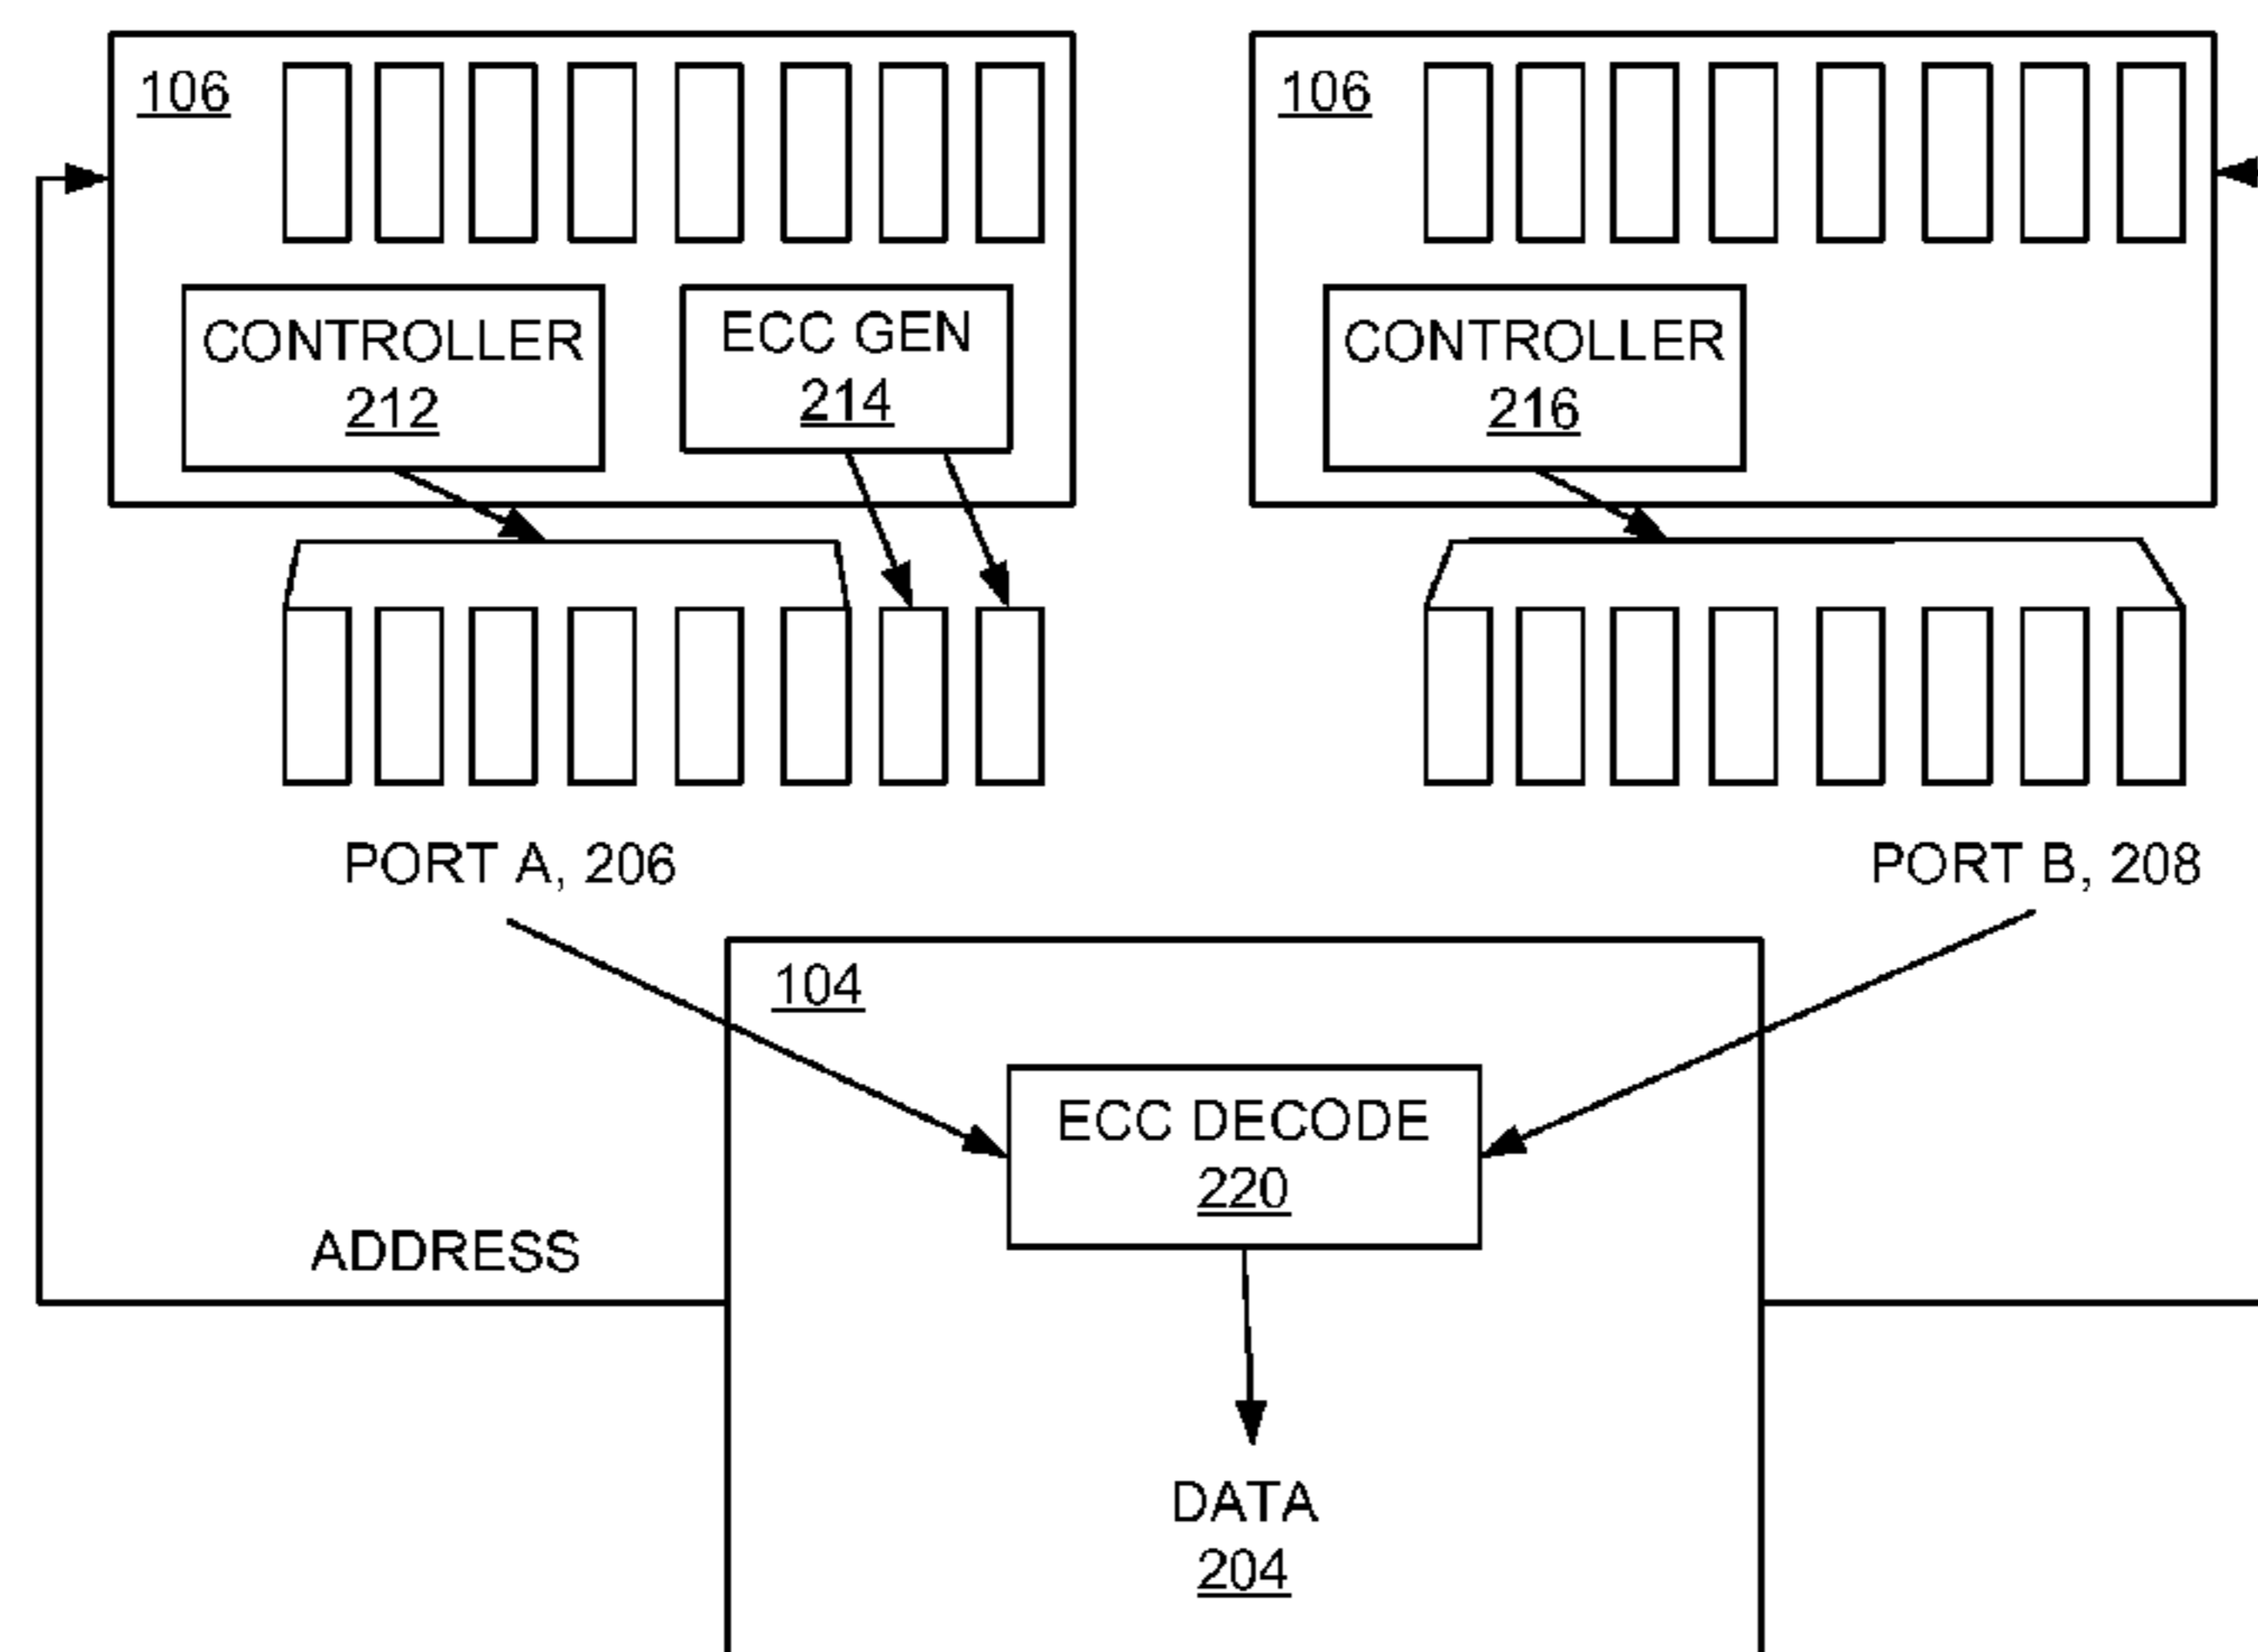 106
106
CONTROLLER
212
ECC GEN
214
CONTROLLER
216
PORT A, 206
PORT B, 208
104
ECC DECODE
220
ADDRESS
DATA
204